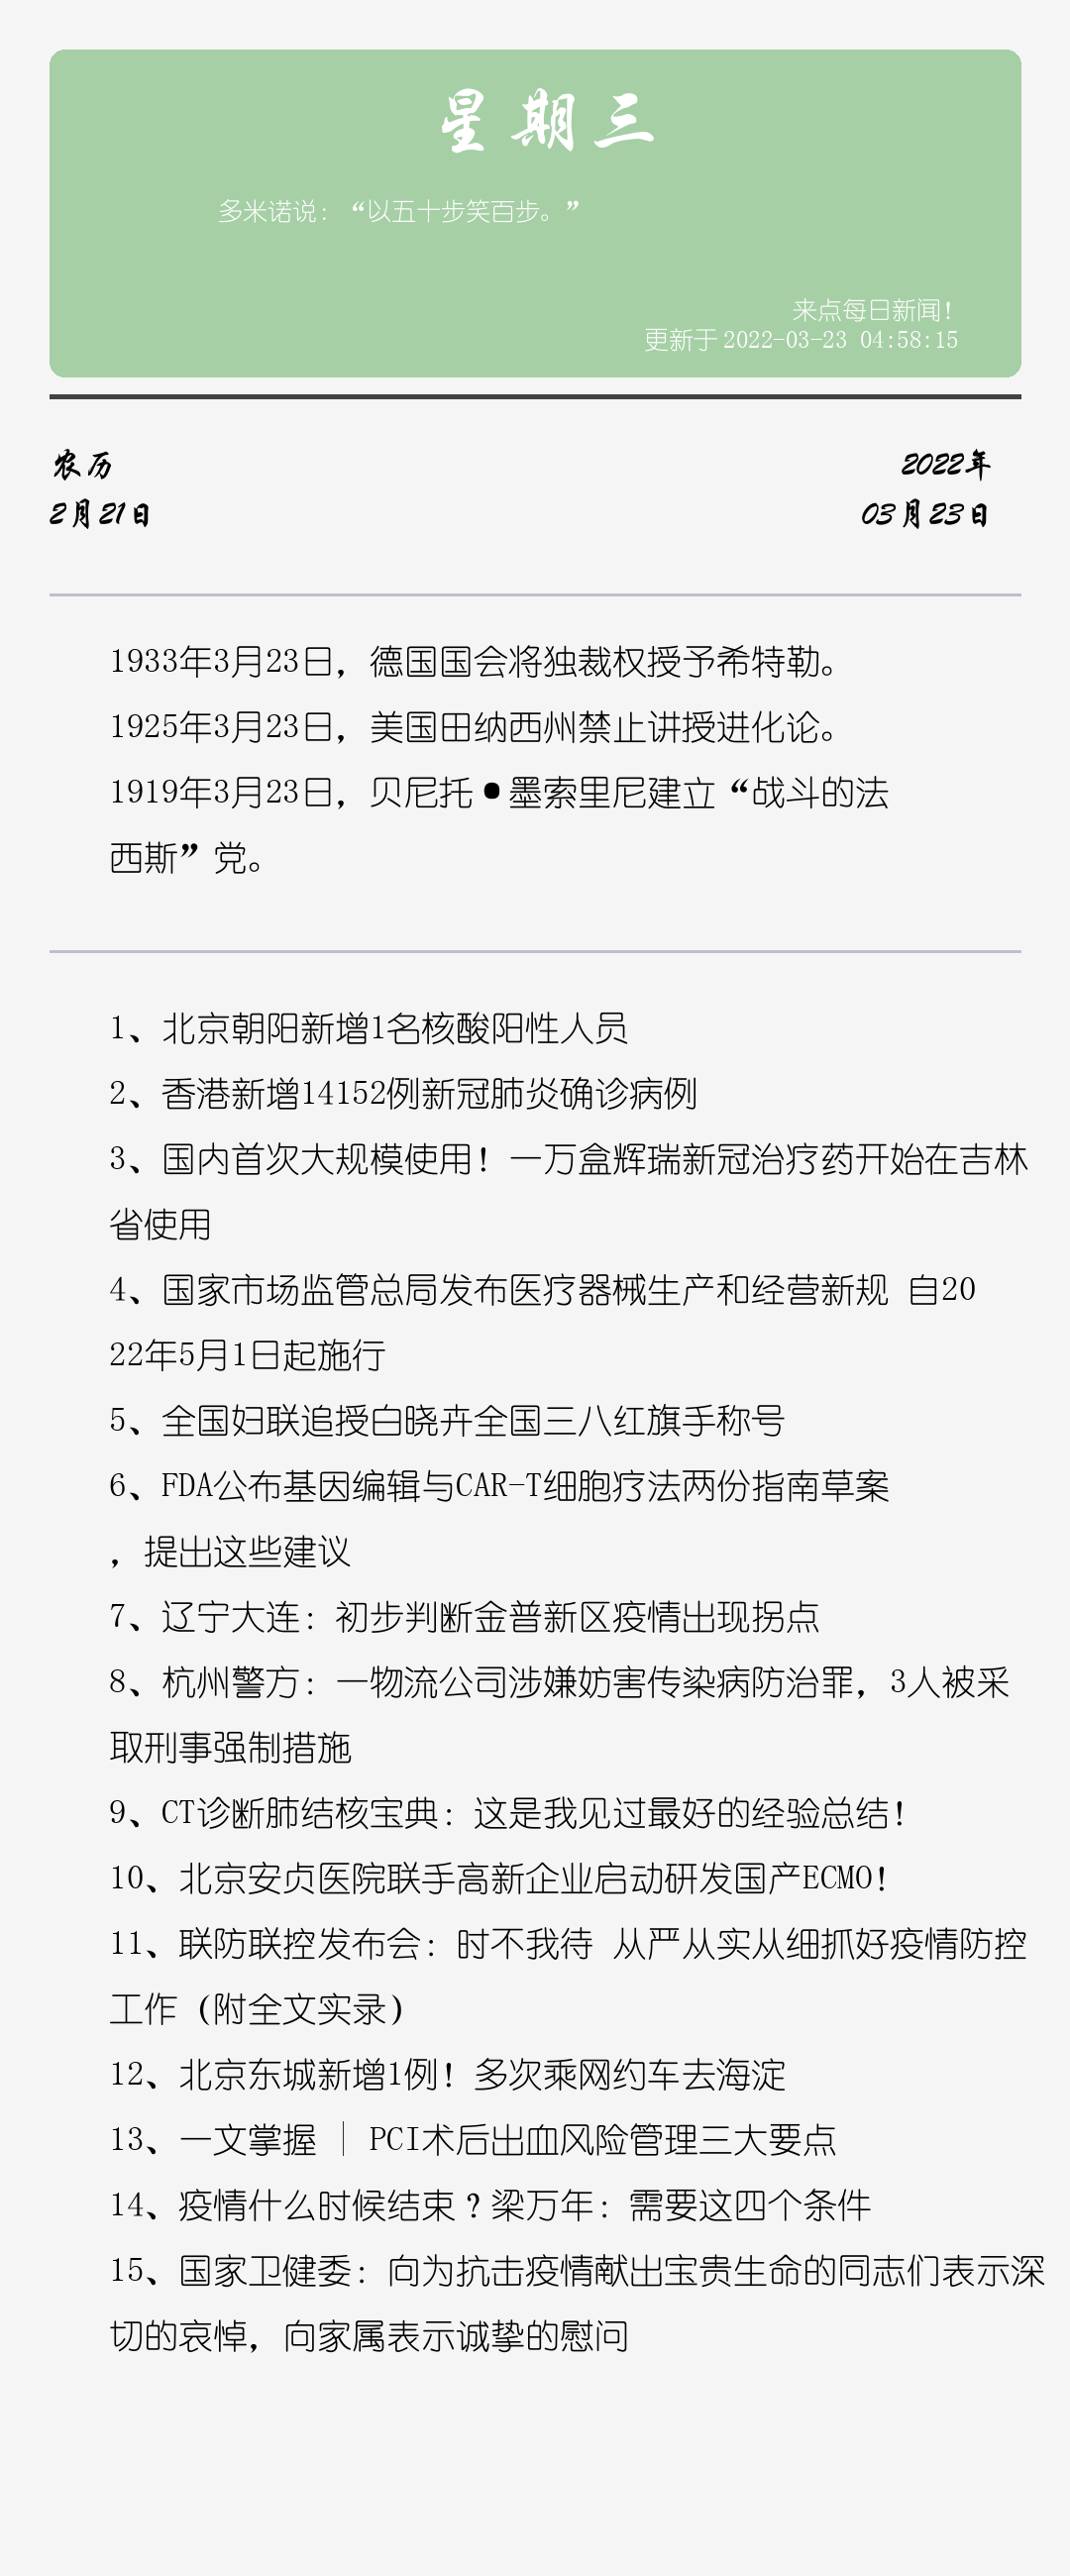 星期三
多米诺说：“以五十步笑百步。”
来点每日新闻！
更新于 2022-03-23 04:58:15
农历
2月21日
2022年
03月23日
1933年3月23日，德国国会将独裁权授予希特勒。
1925年3月23日，美国田纳西州禁止讲授进化论。
1919年3月23日，贝尼托•墨索里尼建立“战斗的法
西斯”党。
1、北京朝阳新增1名核酸阳性人员
2、香港新增14152例新冠肺炎确诊病例
3、国内首次大规模使用！一万盒辉瑞新冠治疗药开始在吉林
省使用
4、国家市场监管总局发布医疗器械生产和经营新规 自20
22年5月1日起施行
5、全国妇联追授白晓卉全国三八红旗手称号
6、FDA公布基因编辑与CAR-T细胞疗法两份指南草案
，提出这些建议
7、辽宁大连：初步判断金普新区疫情出现拐点
8、杭州警方：一物流公司涉嫌妨害传染病防治罪，3人被采
取刑事强制措施
9、CT诊断肺结核宝典：这是我见过最好的经验总结！
10、北京安贞医院联手高新企业启动研发国产ECMO！
11、联防联控发布会：时不我待 从严从实从细抓好疫情防控
工作（附全文实录）
12、北京东城新增1例！多次乘网约车去海淀
13、一文掌握 | PCI术后出血风险管理三大要点
14、疫情什么时候结束？梁万年：需要这四个条件
15、国家卫健委：向为抗击疫情献出宝贵生命的同志们表示深
切的哀悼，向家属表示诚挚的慰问